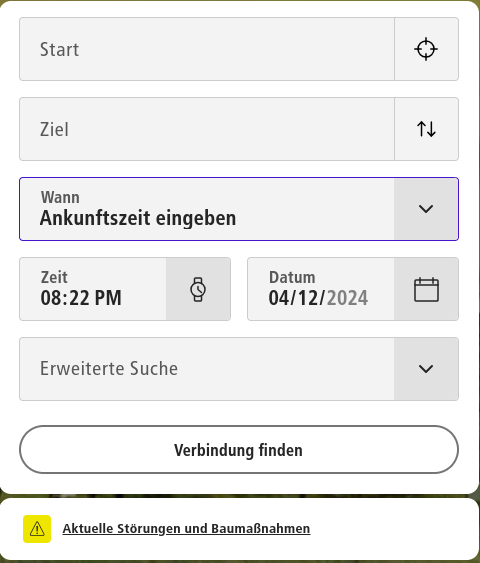 Start
Ziel
Wann
Ankunftszeit eingeben
Zeit
08:22 PM
Datum
04/12/2024
Erweiterte Suche
Verbindung finden
Aktuelle Störungen und Baumaßnahmen